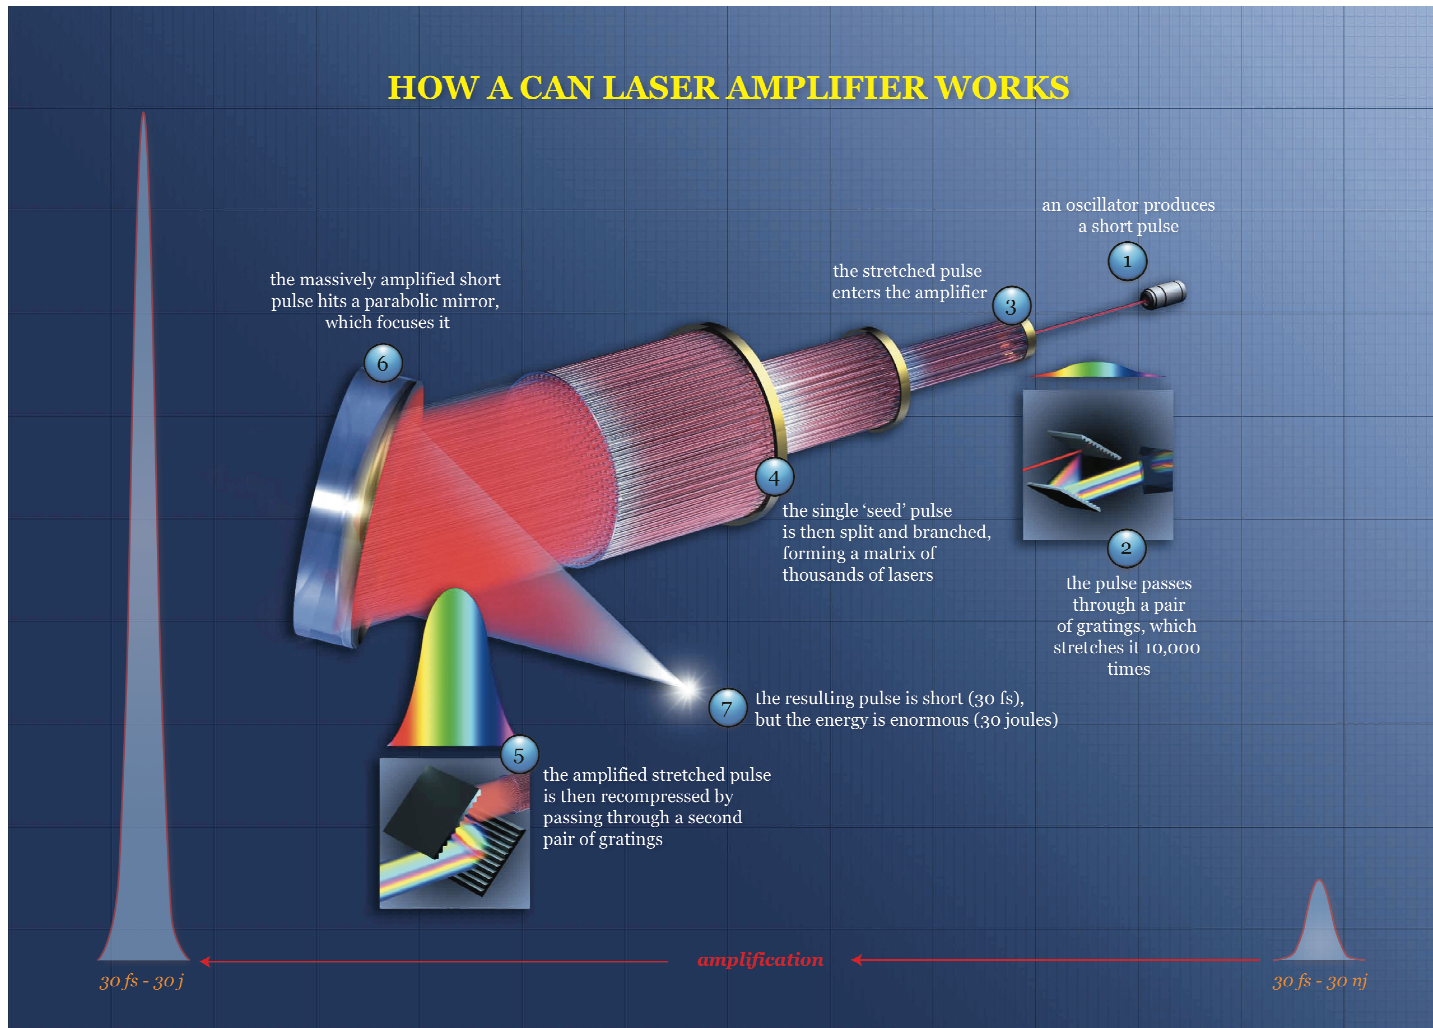 HOW A CAN LASER AMPLIFIER WORKS
an oscillator produces
a short pulse
1
2
the pulse passes
through a pair
of gratings, which
stretches it 10,000
times
the stretched pulse
enters the amplifier
3
4
the single ‘seed’ pulse
is then split and branched,
forming a matrix of
thousands of lasers
5
the amplified stretched pulse
is then recompressed by
passing through a second
pair of gratings
the massively amplified short
pulse hits a parabolic mirror,
which focuses it
6
7
the resulting pulse is short (30 fs),
but the energy is enormous (30 joules)
30 fs - 30 j
amplification
30 fs - 30 nj